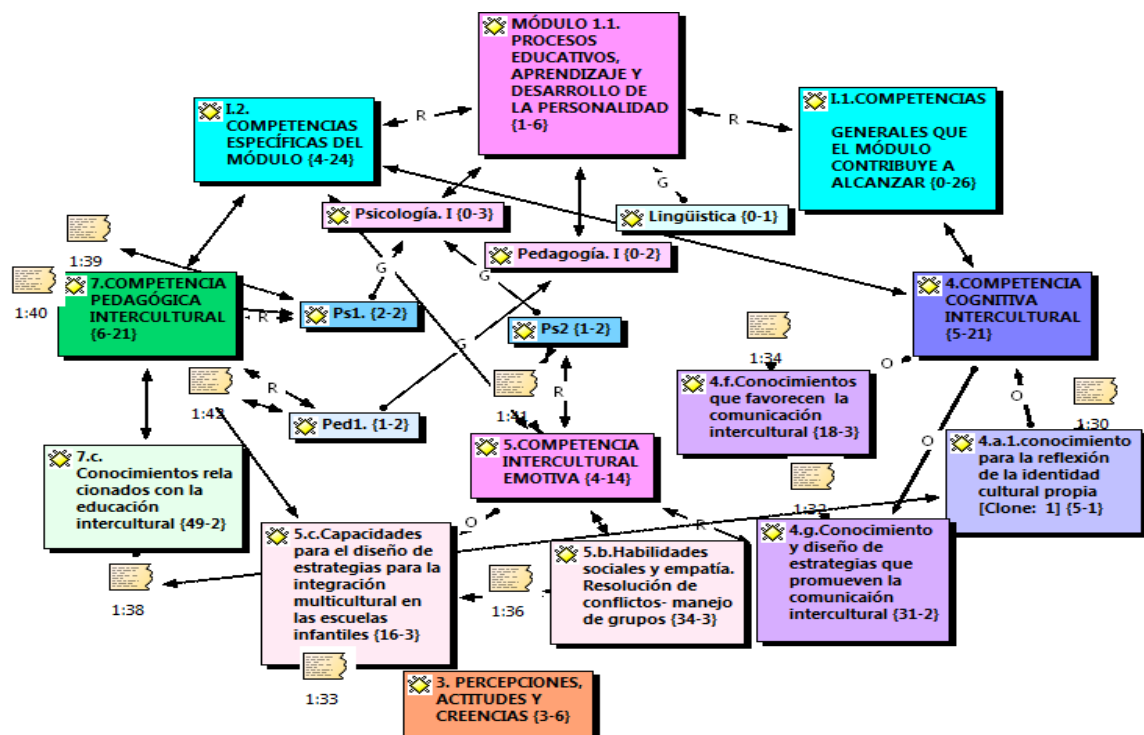 MÓDULO 1.1.
PROCESOS
EDUCATIVOS,
APRENDIZAJE Y
DESARROLLO DE
LA PERSONALIDAD
{1-6}
I.2.
COMPETENCIAS
ESPECÍFICAS DEL
MÓDULO {4-24}
I.1.COMPETENCIAS
GENERALES QUE
EL MÓDULO
CONTRIBUYE A
ALCANZAR {0-26}
R
R
G
Psicología. I {0-3}
Lingüistica {0-1}
Pedagogía. I {0-2}
1:39
1:40
G
G
7.COMPETENCIA
PEDAGÓGICA
INTERCULTURAL
{6-21}
R
Ps1. {2-2}
Ps2 {1-2}
4.COMPETENCIA
COGNITIVA
INTERCULTURAL
{5-21}
G
1:34
O
R
R
O
1:43
1:41
1:30
Ped1. {1-2}
4.f.Conocimientos
que favorecen la
comunicación
intercultural {18-3}
O
7.c.
Conocimientos rela
cionados con la
educación
intercultural {49-2}
5.COMPETENCIA
INTERCULTURAL
EMOTIVA {4-14}
4.a.1.conocimiento
para la reflexión
de la identidad
cultural propia
[Clone: 1] {5-1}
1:32
O
R
5.c.Capacidades
para el diseño de
estrategias para la
integración
multicultural en
las escuelas
infantiles {16-3}
5.b.Habilidades
sociales y empatía.
Resolución de
conflictos- manejo
de grupos {34-3}
4.g.Conocimiento
y diseño de
estrategias que
promueven la
comunicaión
intercultural {31-2}
1:38
1:36
1:33
3. PERCEPCIONES,
ACTITUDES Y
CREENCIAS {3-6}